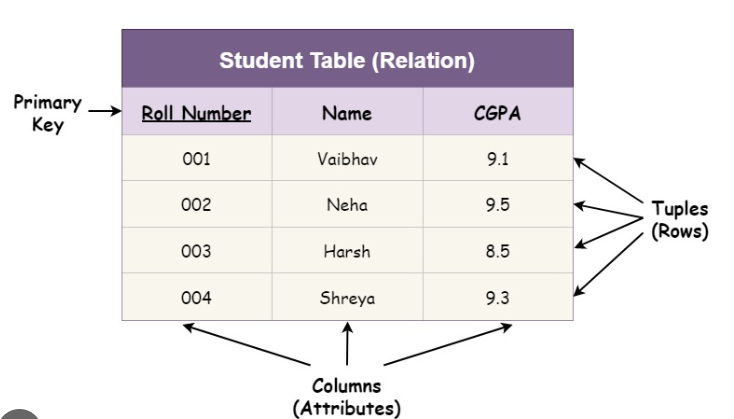 Student Table (Relation)
Primary
Key
Roll Number Name CGPA
001 Vaibhav 9.1
002 Neha 9.5
003 Harsh 8.5
004 Shreya 9.3
Tuples
(Rows)
Columns
(Attributes)